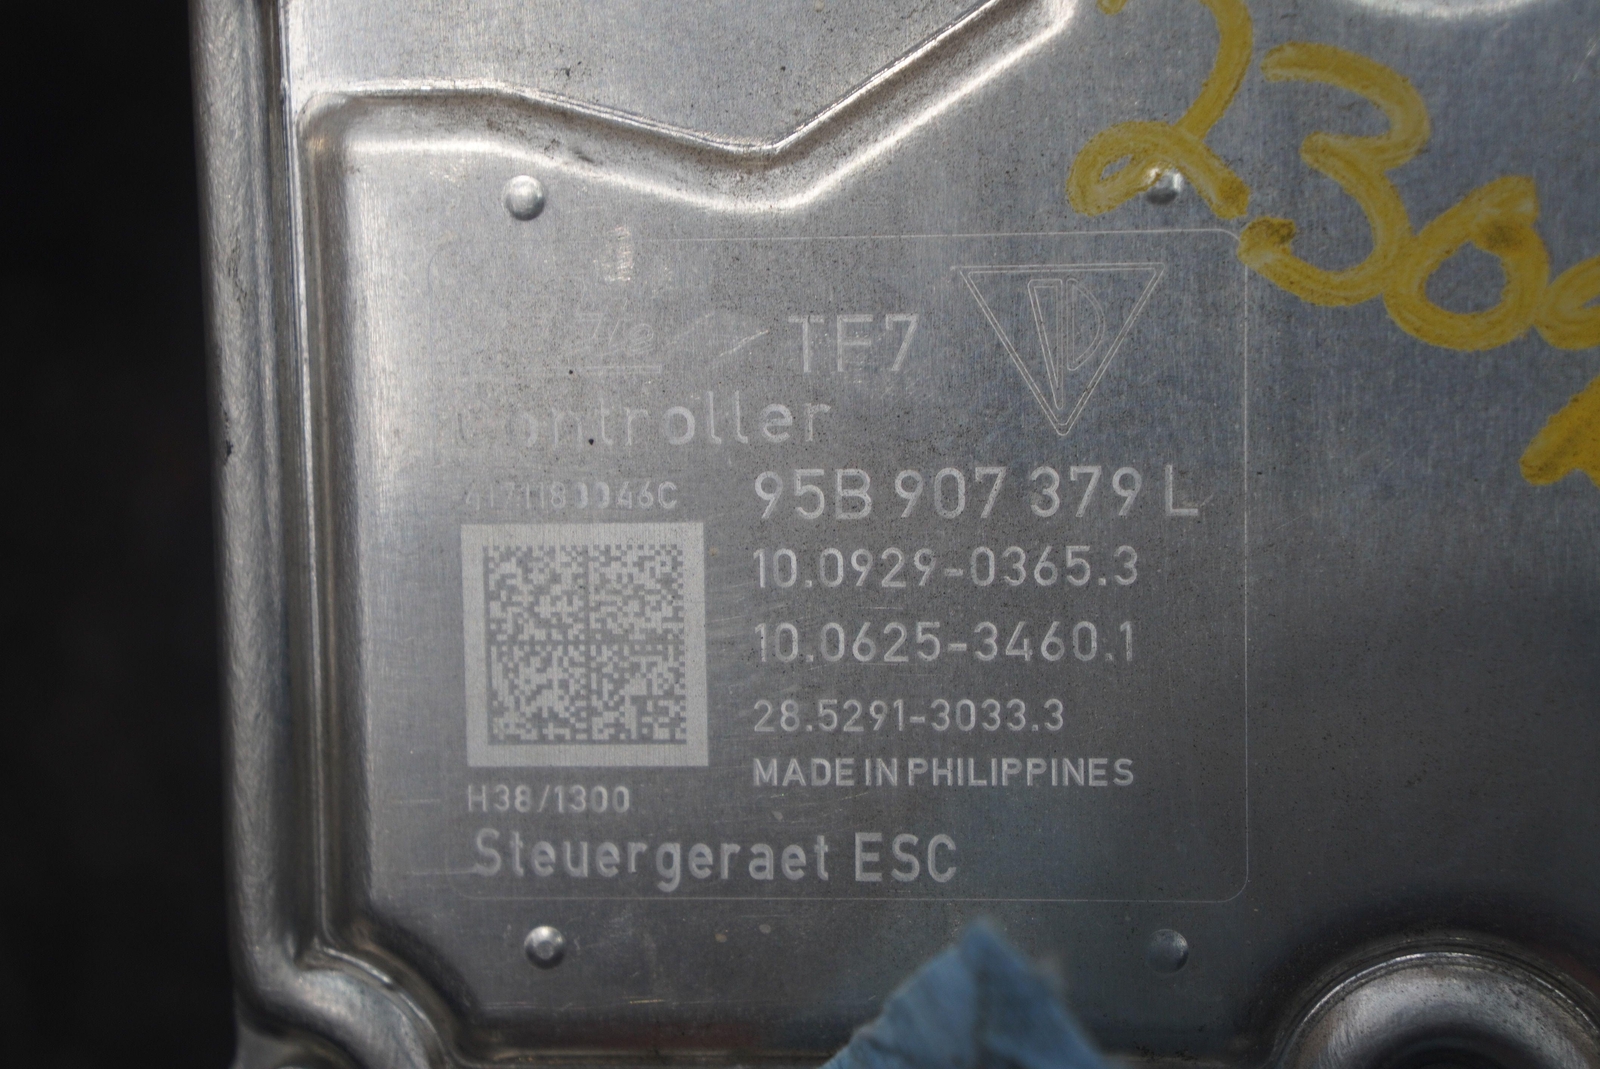 2309
TF7
Controller
95B 907 379 L
10.0929-0365.3
10.0625-3460.1
28.5291-3033.3
MADE IN PHILIPPINES
H38/1300
Steuergeraet ESC